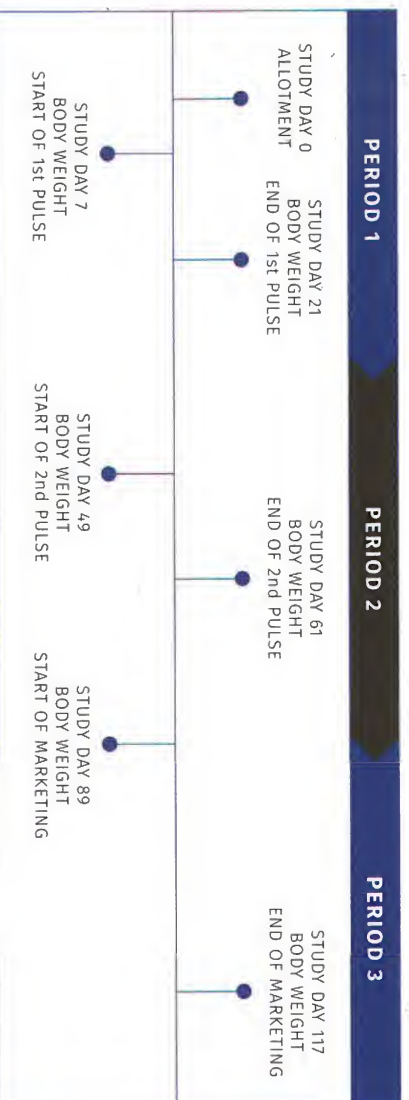 PERIOD 1
PERIOD 2
PERIOD 3
STUDY DAY 0
ALLOTMENT
STUDY DAY 21
BODY WEIGHT
END OF 1st PULSE
STUDY DAY 61
BODY WEIGHT
END OF 2nd PULSE
STUDY DAY 117
BODY WEIGHT
END OF MARKETING
STUDY DAY 7
BODY WEIGHT
START OF 1st PULSE
STUDY DAY 49
BODY WEIGHT
START OF 2nd PULSE
STUDY DAY 89
BODY WEIGHT
START OF MARKETING